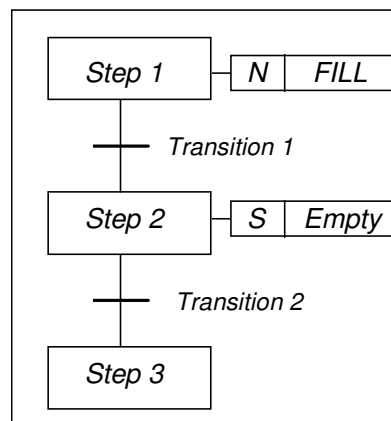 Step 1 N FILL
Transition 1
Step 2 S Empty
Transition 2
Step 3